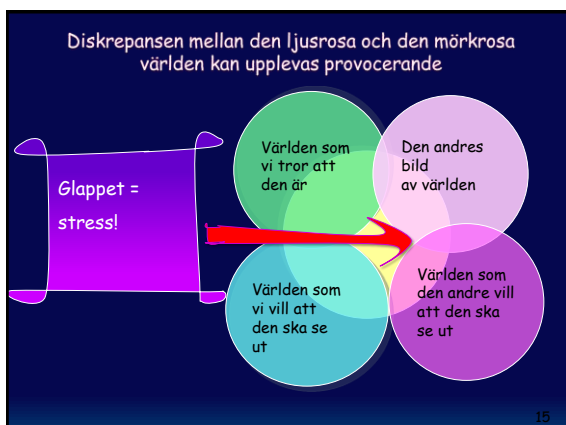 Diskrepansen mellan den ljusrosa och den mörkrosa
världen kan upplevas provocerande
Världen som
vi tror att
den är
Den andres
bild
av världen
Glappet =
stress!
Världen som
vi vill att
den ska se
ut
Världen som
den andre vill
att den ska
se ut
15